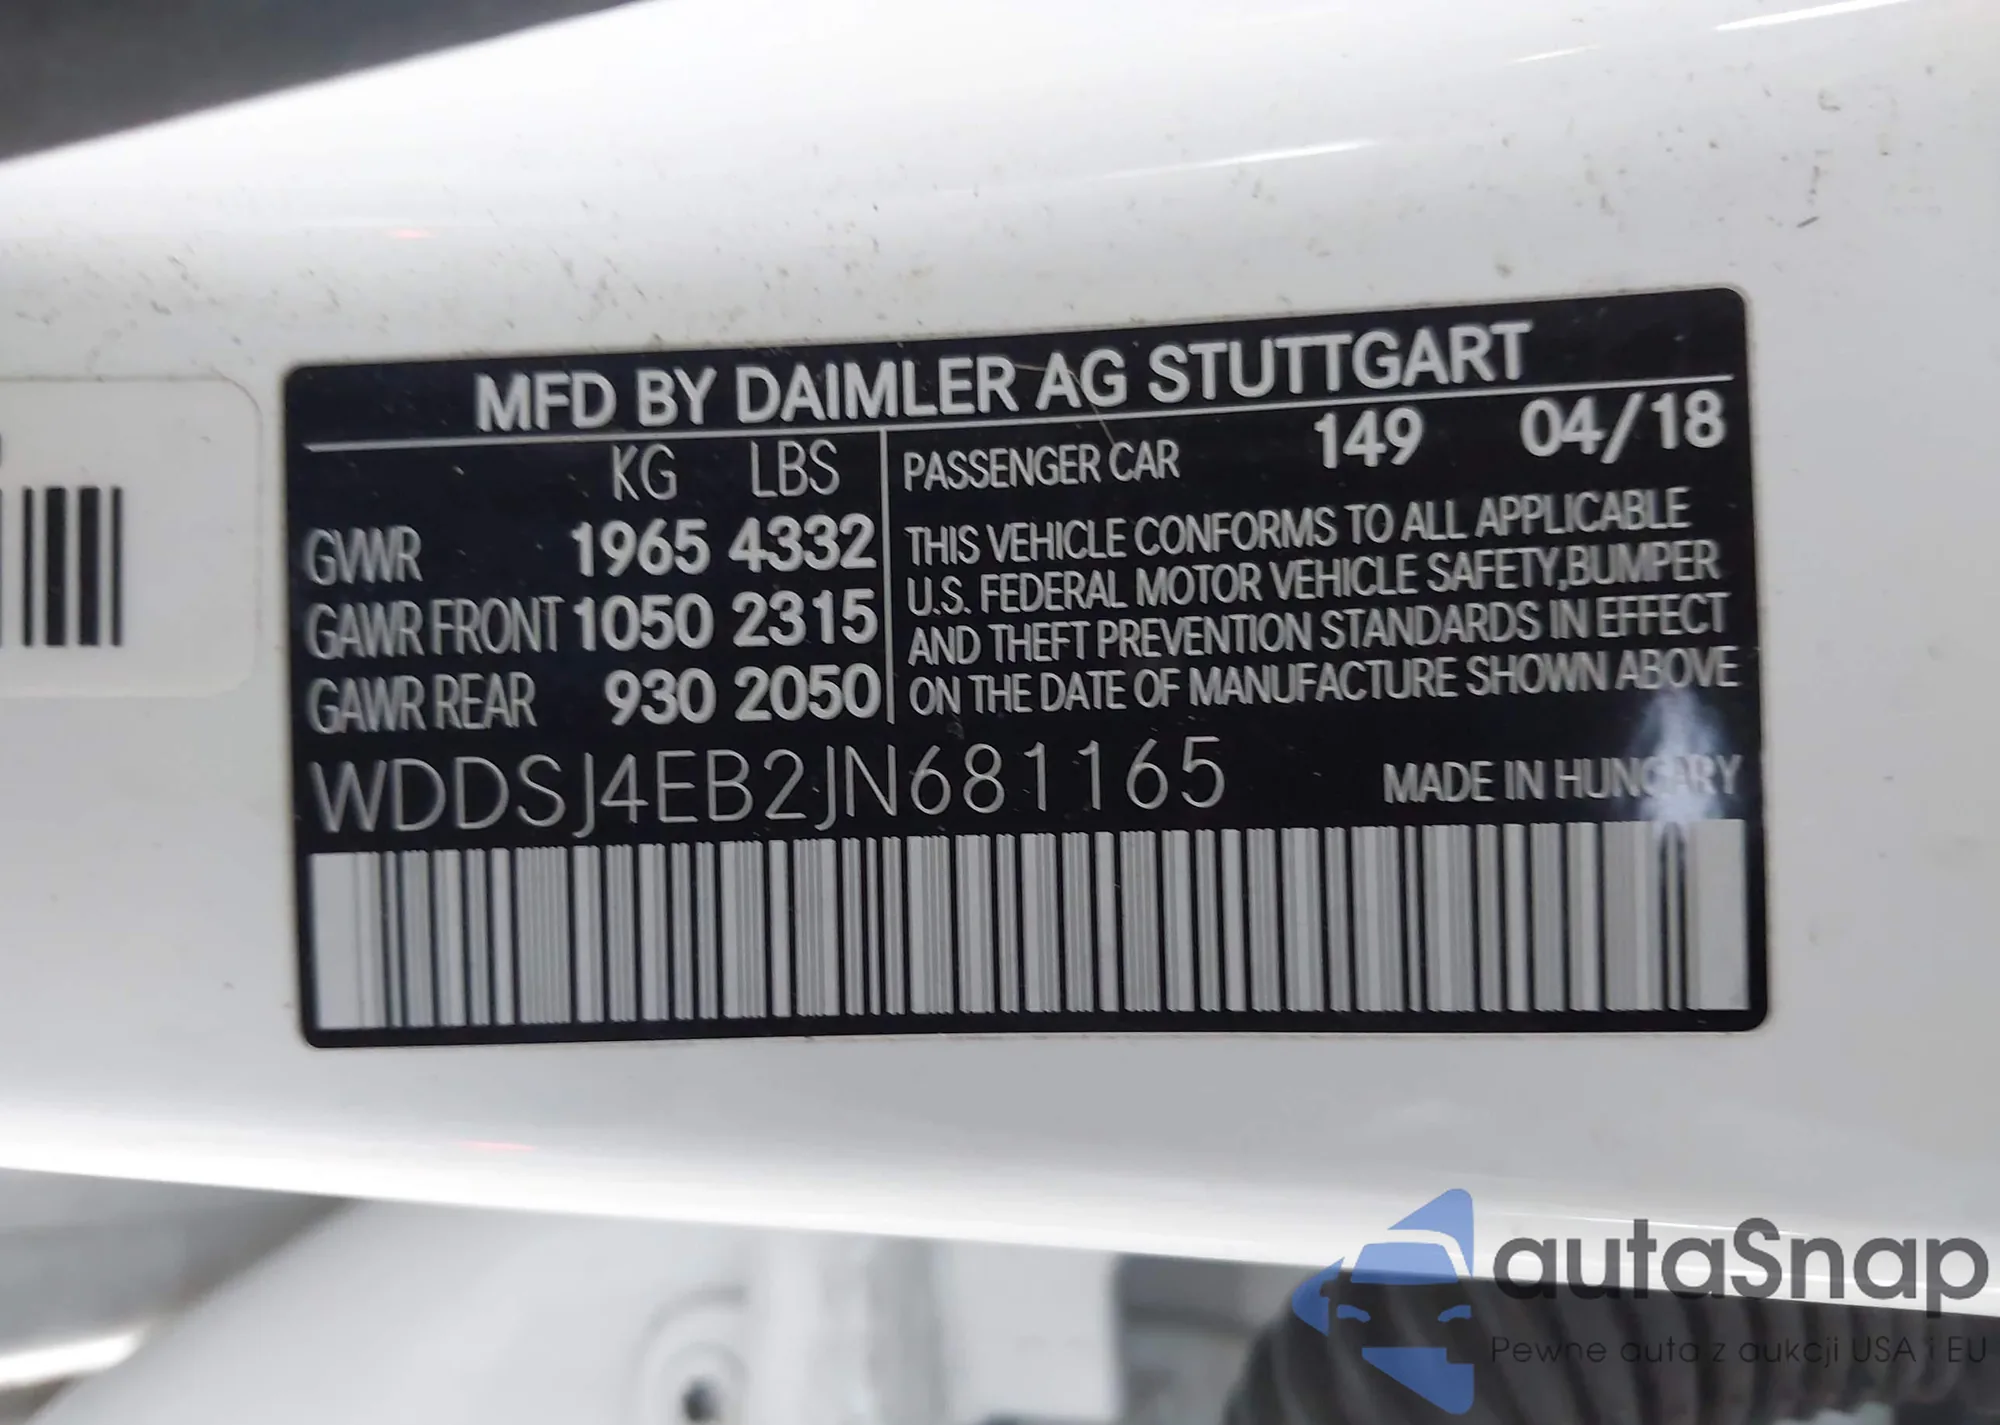 MFD BY DAIMLER AG STUTTGART
KG LBS
GVWR 1965 4332
GAWR FRONT 1050 2315
GAWR REAR 930 2050
PASSENGER CAR 149 04/18
THIS VEHICLE CONFORMS TO ALL APPLICABLE
U.S. FEDERAL MOTOR VEHICLE SAFETY,BUMPER
AND THEFT PREVENTION STANDARDS IN EFFECT
ON THE DATE OF MANUFACTURE SHOWN ABOVE
WDDSJ4EB2JN681165 MADE IN HUNGARY
autaSnap
Pewne auta z aukcji USA i EU